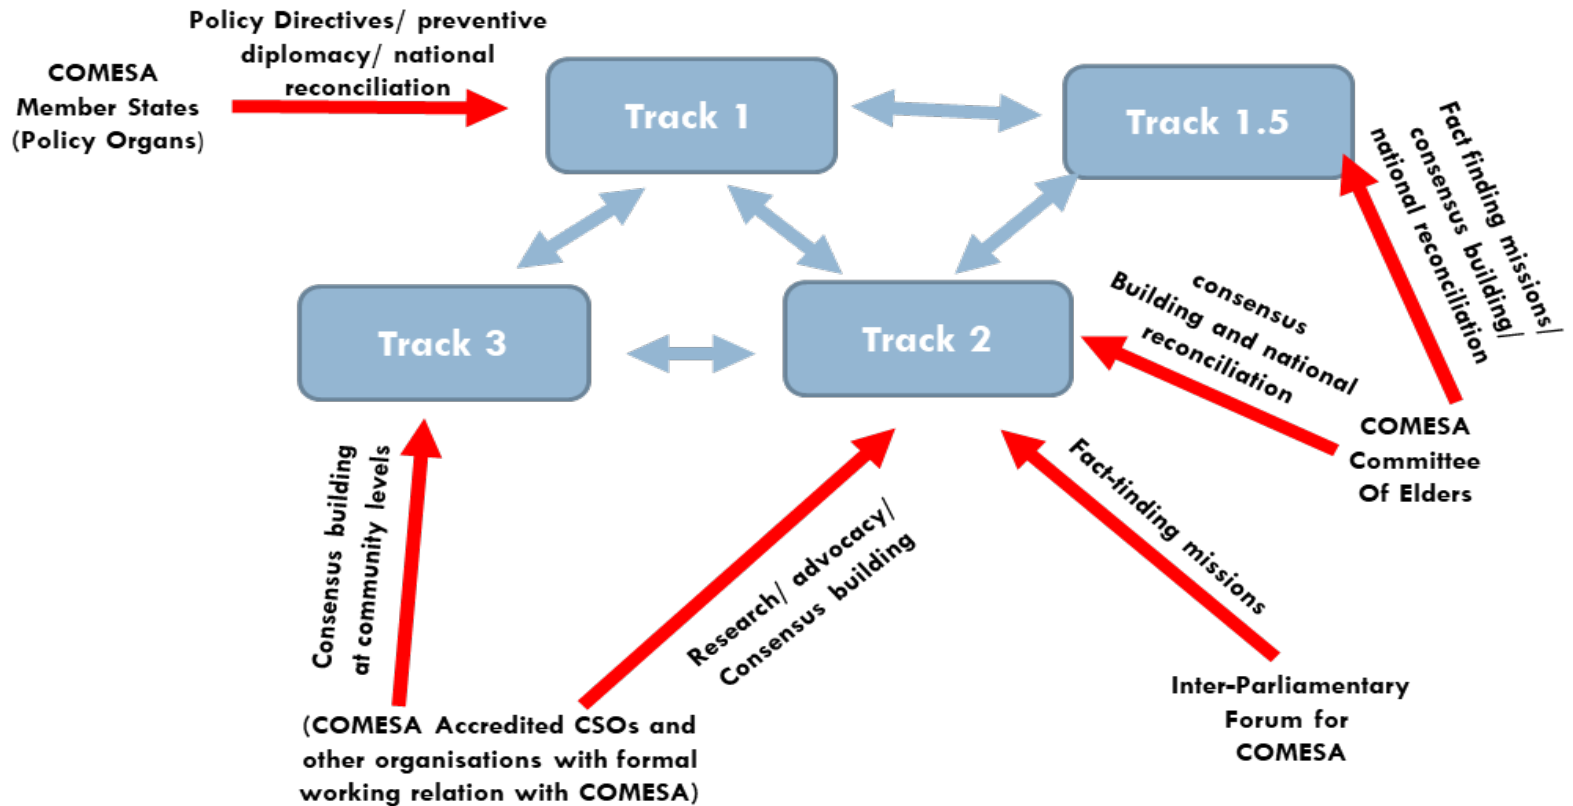 Policy Directives/ preventive
diplomacy/ national
reconciliation
COMESA
Member States
(Policy Organs)
Track 1
Track 1.5
Fact finding missions/
consensus building/
national reconciliation
Track 3
Track 2
consensus
Building and national
reconciliation
COMESA
Committee
Of Elders
Consensus building
at community levels
Research/ advocacy/
Consensus building
Fact-finding missions
(COMESA Accredited CSOs and
other organisations with formal
working relation with COMESA)
Inter-Parliamentary
Forum for
COMESA